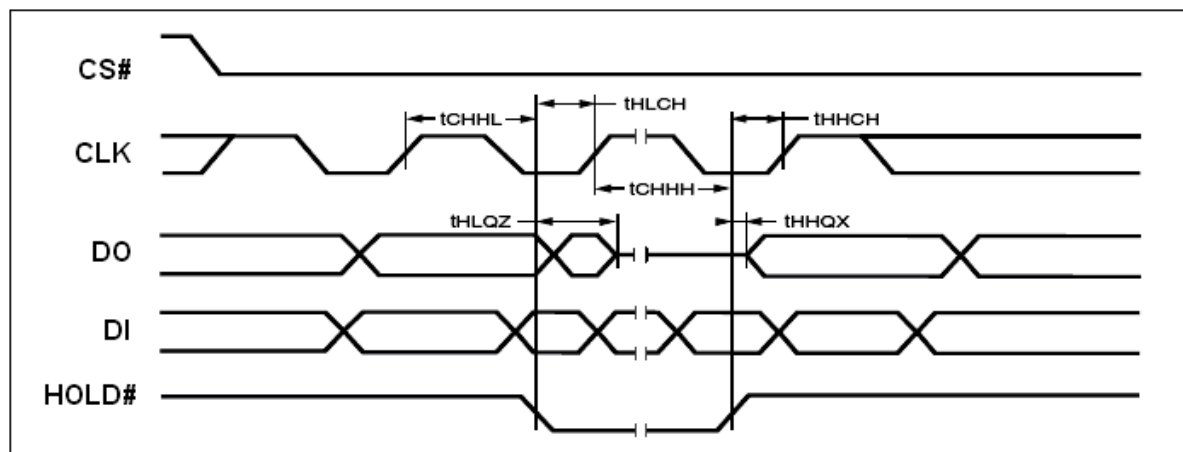 CS#
tHLCH
tCHHL
tHHCH
CLK
tCHHH
tHLQZ
tHHQX
DO
DI
HOLD#